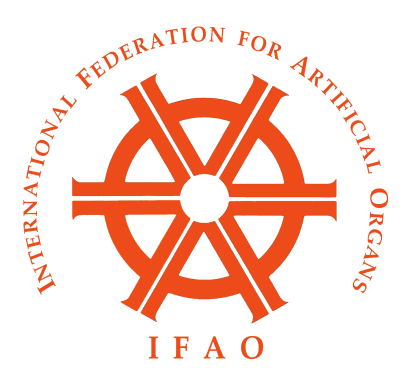 INTERNATIONAL FEDERATION FOR ARTIFICIAL ORGANS
IFAO